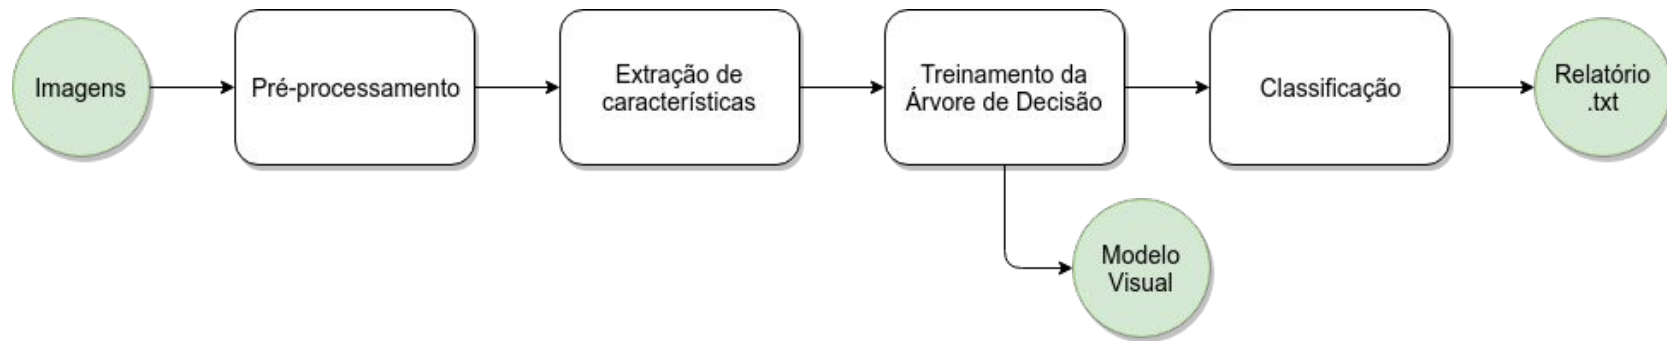 Imagens
Pré-processamento
Extração de
características
Treinamento da
Árvore de Decisão
Classificação
Relatório
.txt
Modelo
Visual